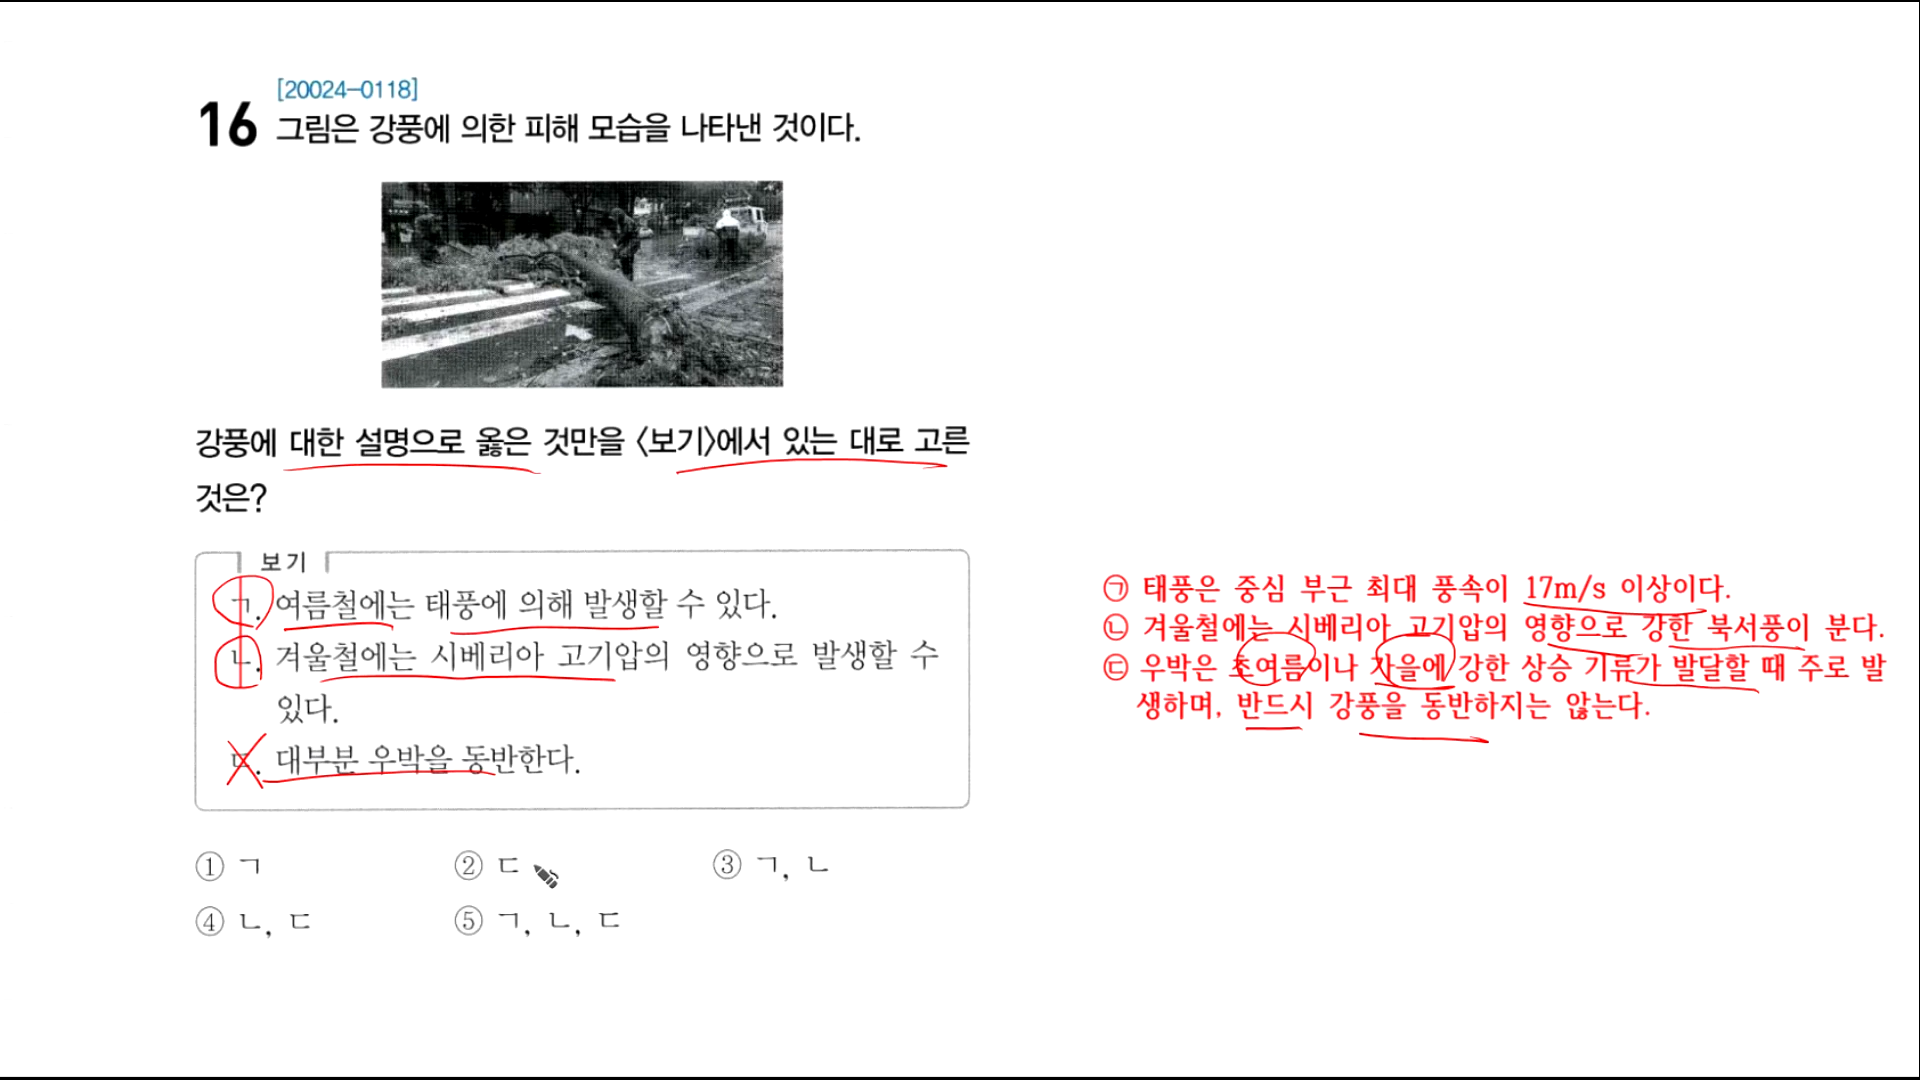 [20024-0118]
16 그림은 강풍에 의한 피해 모습을 나타낸 것이다.
강풍에 대한 설명으로 옳은 것만을 <보기>에서 있는 대로 고른
것은?
보기
ㄱ. 여름철에는 태풍에 의해 발생할 수 있다.
ㄴ. 겨울철에는 시베리아 고기압의 영향으로 발생할 수
있다.
ㄷ. 대부분 우박을 동반한다.
① ㄱ ② ㄷ ③ ㄱ, ㄴ
④ ㄴ, ㄷ ⑤ ㄱ, ㄴ, ㄷ
㉠ 태풍은 중심 부근 최대 풍속이 17m/s 이상이다.
㉡ 겨울철에는 시베리아 고기압의 영향으로 강한 북서풍이 분다.
㉢ 우박은 초여름이나 가을에 강한 상승 기류가 발달할 때 주로 발
생하며, 반드시 강풍을 동반하지는 않는다.